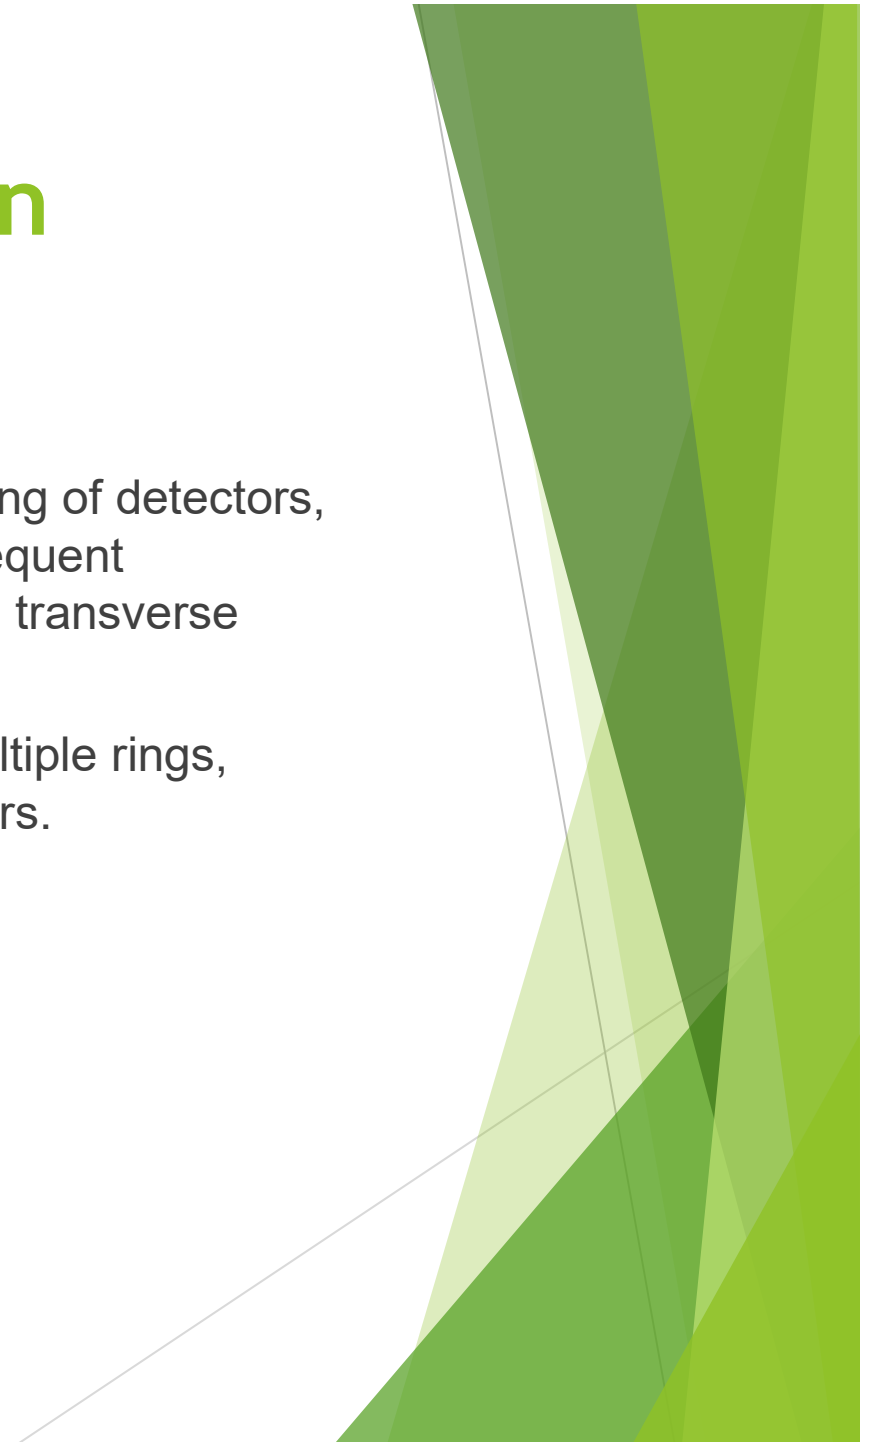 n
ng of detectors,
equent
transverse
ltiple rings,
rs.